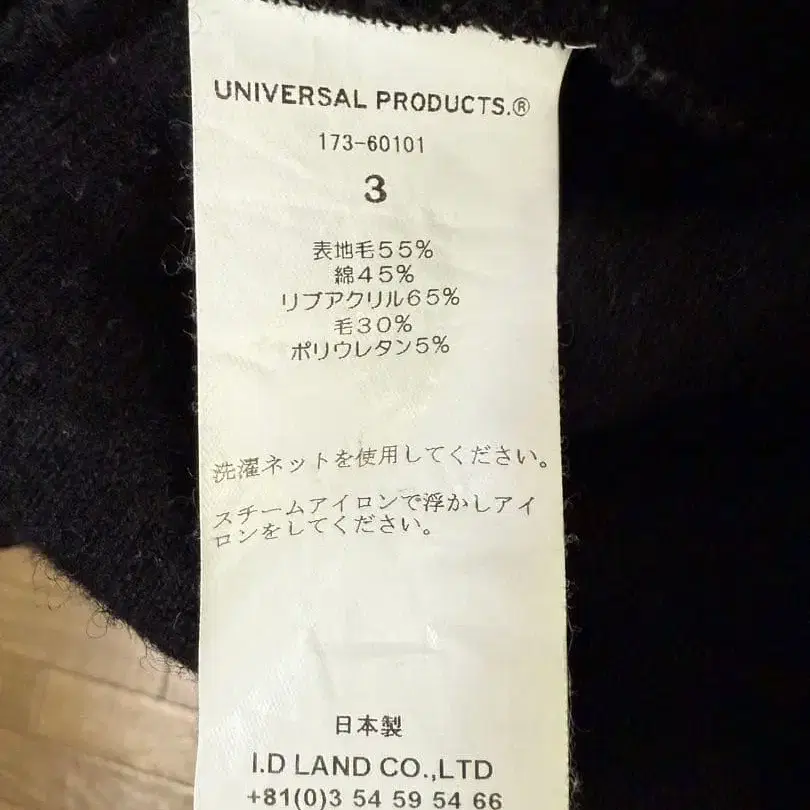 UNIVERSAL PRODUCTS.®
173-60101
3
表地毛55%
綿45%
リブアクリル65%
毛30%
ポリウレタン5%
洗濯ネットを使用してください。
スチームアイロンで浮かしアイ
ロンをしてください。
日本製
I.D LAND CO.,LTD
+81(0)3 54 59 54 66